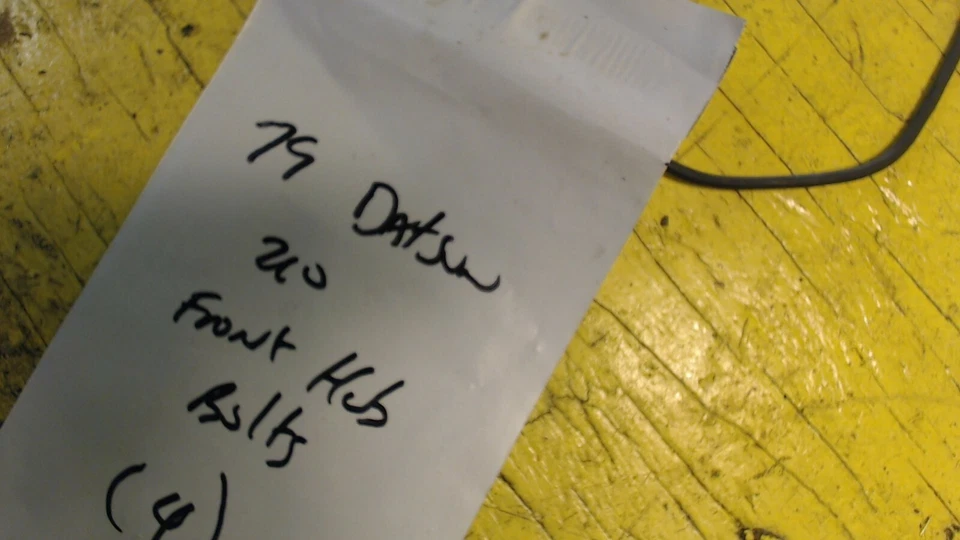 79 Datsun
210
Front Hub
Bolts
(4)